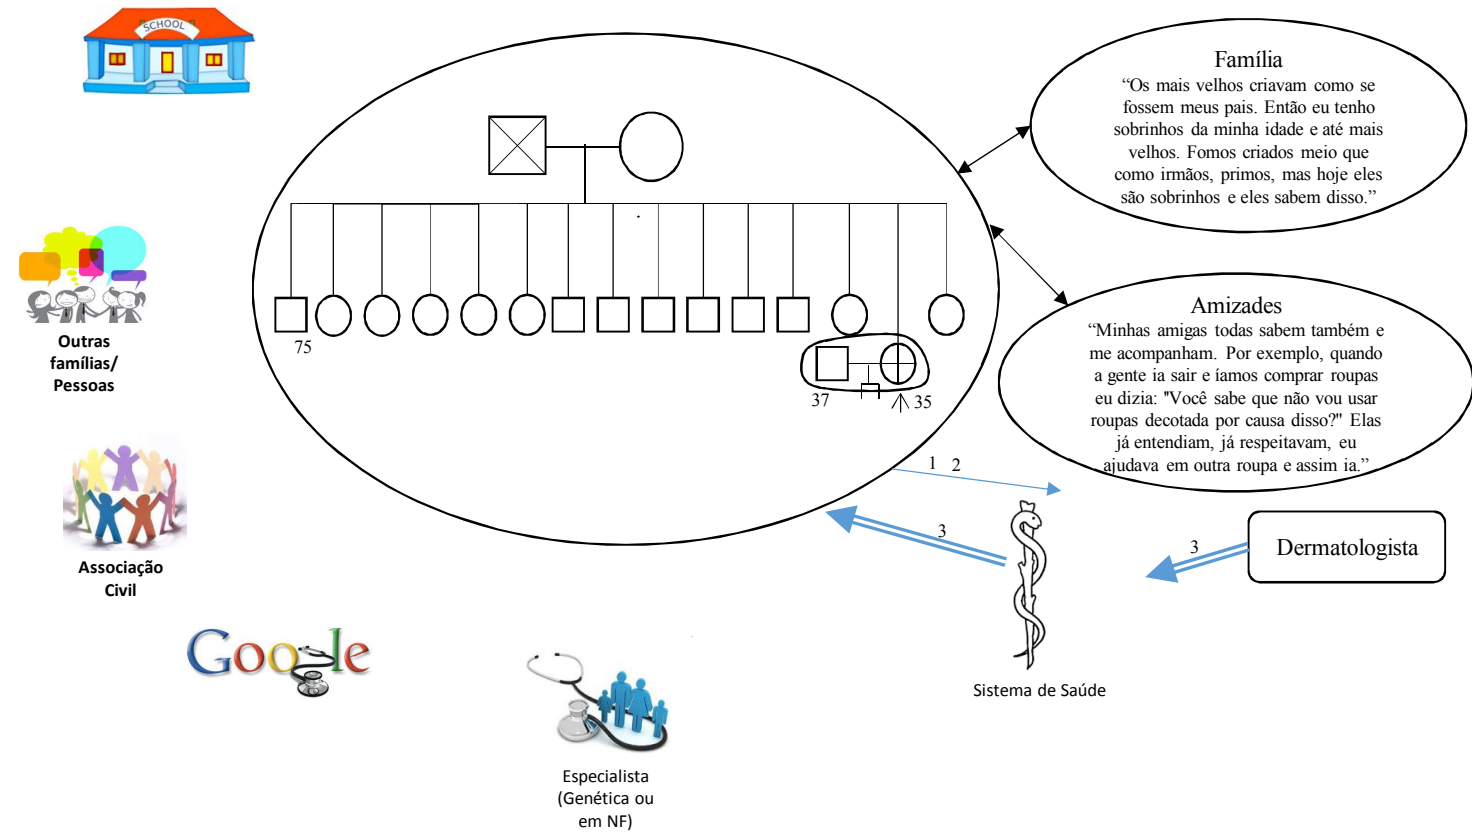 SCHOOL
Família
“Os mais velhos criavam como se
fossem meus pais. Então eu tenho
sobrinhos da minha idade e até mais
velhos. Fomos criados meio que
como irmãos, primos, mas hoje eles
são sobrinhos e eles sabem disso.”
Amizades
“Minhas amigas todas sabem também e
me acompanham. Por exemplo, quando
a gente ia sair e íamos comprar roupas
eu dizia: "Você sabe que não vou usar
roupas decotada por causa disso?" Elas
já entendiam, já respeitavam, eu
ajudava em outra roupa e assim ia.”
75
37
35
Outras
famílias/
Pessoas
Associação
Civil
Google
1 2
3
3
Dermatologista
Sistema de Saúde
Especialista
(Genética ou
em NF)